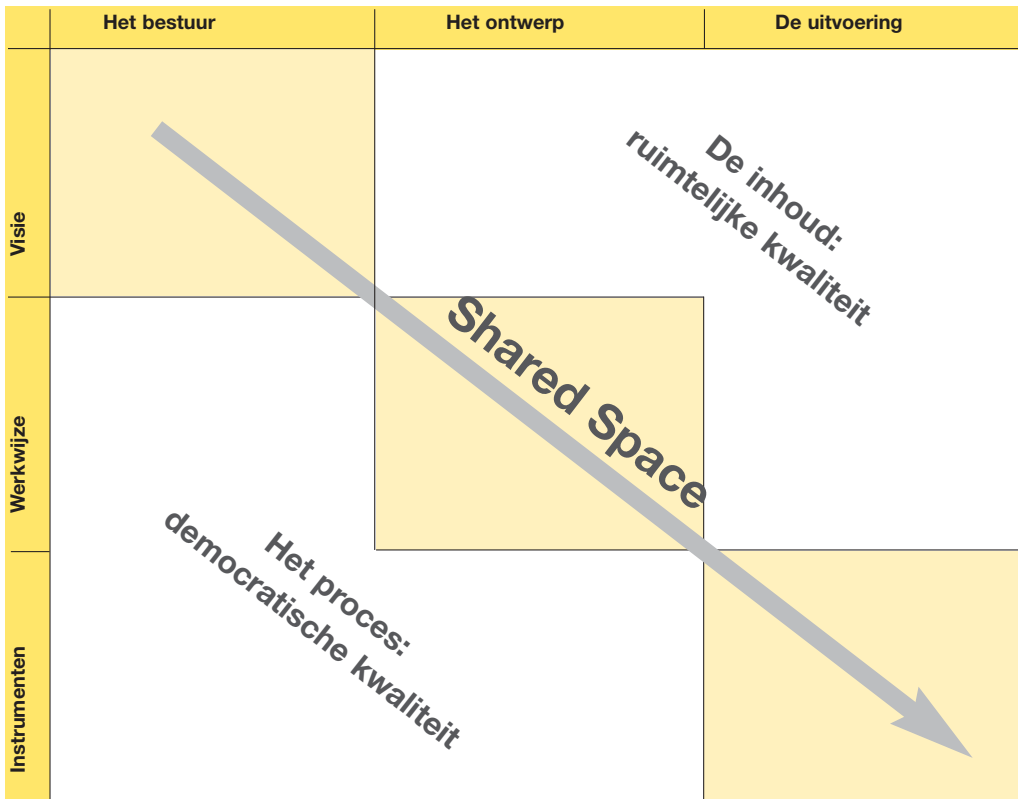 Het bestuur
Het ontwerp
De uitvoering
Visie
De inhoud:
ruimtelijke kwaliteit
Shared Space
Werkwijze
Het proces:
democratische kwaliteit
Instrumenten